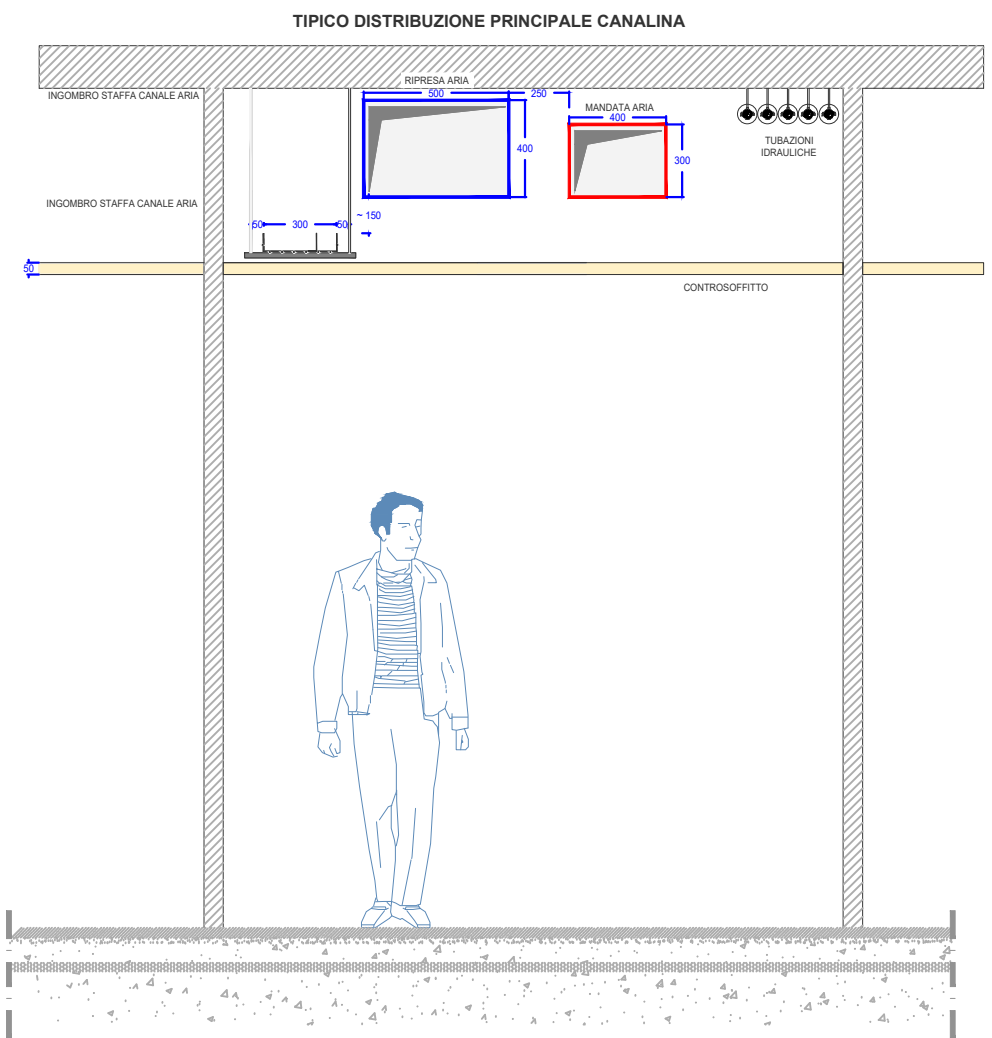 TIPICO DISTRIBUZIONE PRINCIPALE CANALINA
RIPRESA ARIA
INGOMBRO STAFFA CANALE ARIA
500
250
MANDATA ARIA
400
400
300
TUBAZIONI
IDRAULICHE
INGOMBRO STAFFA CANALE ARIA
~ 150
50
300
50
50
CONTROSOFFITTO